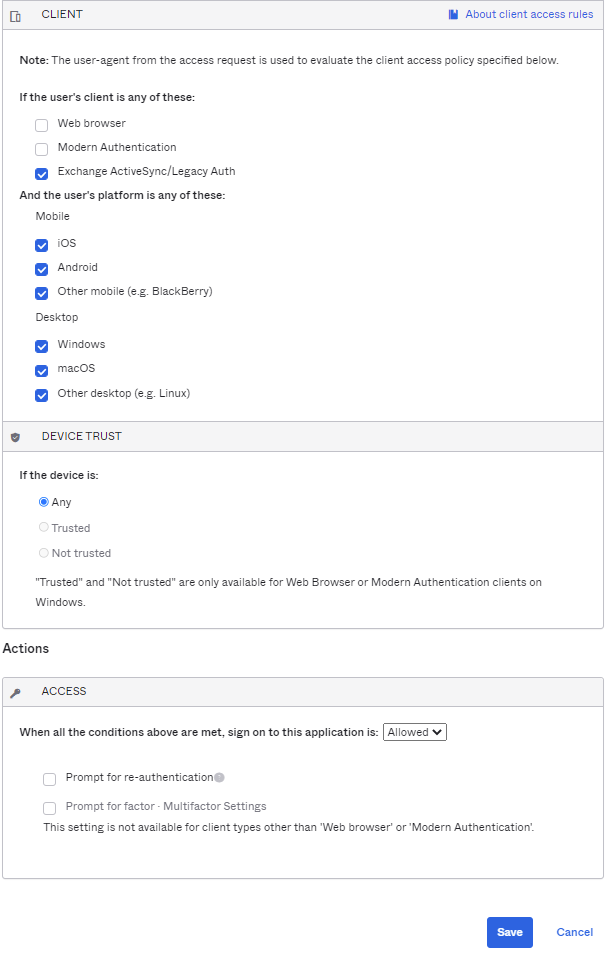 CLIENT
About client access rules
Note: The user-agent from the access request is used to evaluate the client access policy specified below.
If the user's client is any of these:
Web browser
Modern Authentication
Exchange ActiveSync/Legacy Auth
And the user's platform is any of these:
Mobile
iOS
Android
Other mobile (e.g. BlackBerry)
Desktop
Windows
macOS
Other desktop (e.g. Linux)
DEVICE TRUST
If the device is:
Any
Trusted
Not trusted
"Trusted" and "Not trusted" are only available for Web Browser or Modern Authentication clients on
Windows.
Actions
ACCESS
When all the conditions above are met, sign on to this application is: Allowed
Prompt for re-authentication
Prompt for factor · Multifactor Settings
This setting is not available for client types other than 'Web browser' or 'Modern Authentication'.
Save
Cancel